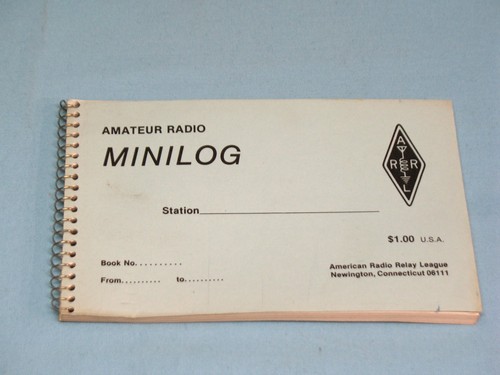 AMATEUR RADIO
MINILOG
A
R R
L
Station
$1.00 U.S.A.
Book No..........
From.......... to..........
American Radio Relay League
Newington, Connecticut 06111